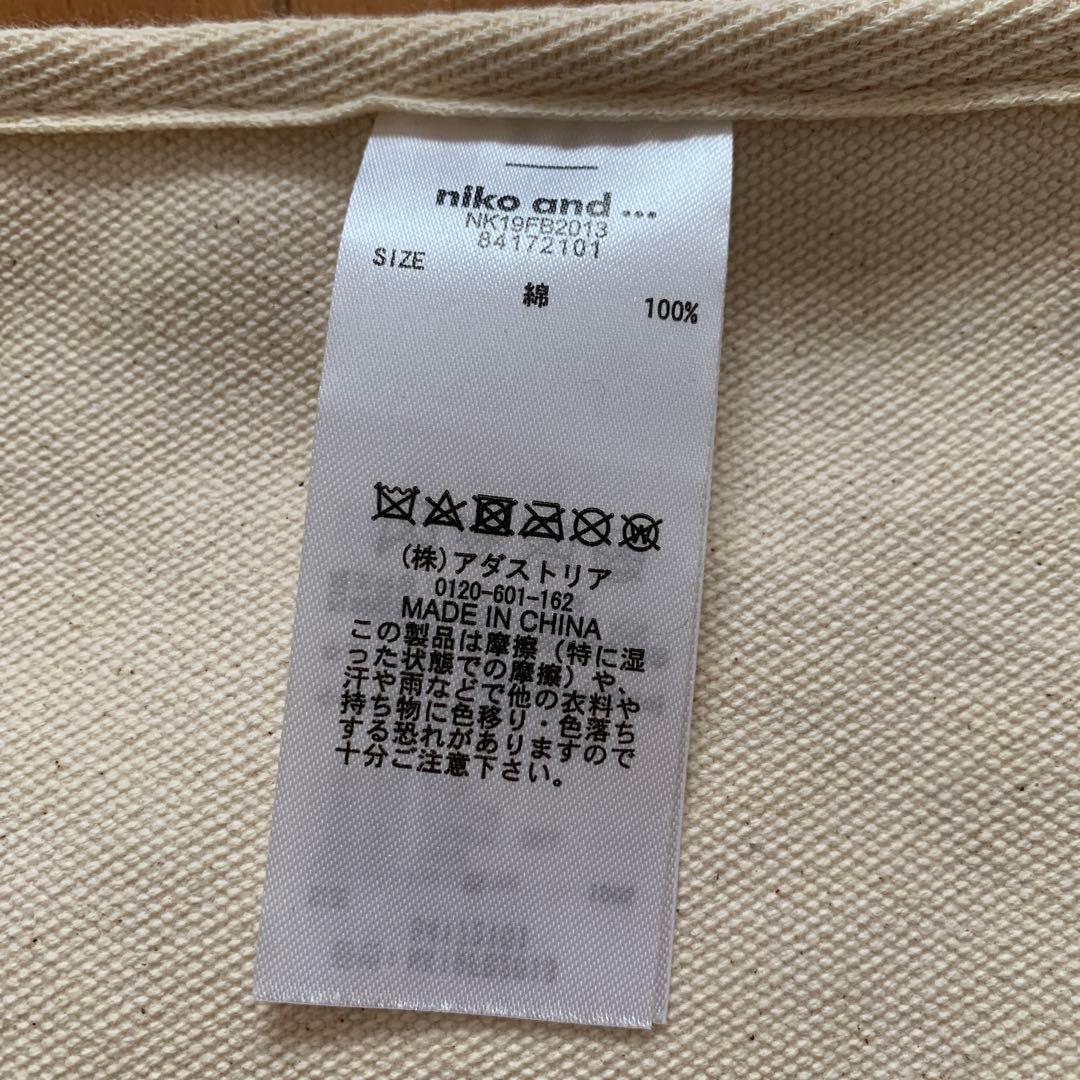 niko and ...
NK19FB2013
84172101
SIZE
綿 100%
W
(株)アダストリア
0120-601-162
MADE IN CHINA
この製品は摩擦(特に湿
った状態での摩擦)や、
汗や雨などで他の衣料や
持ち物に色移り・色落ち
する恐れがありますので
十分ご注意下さい。